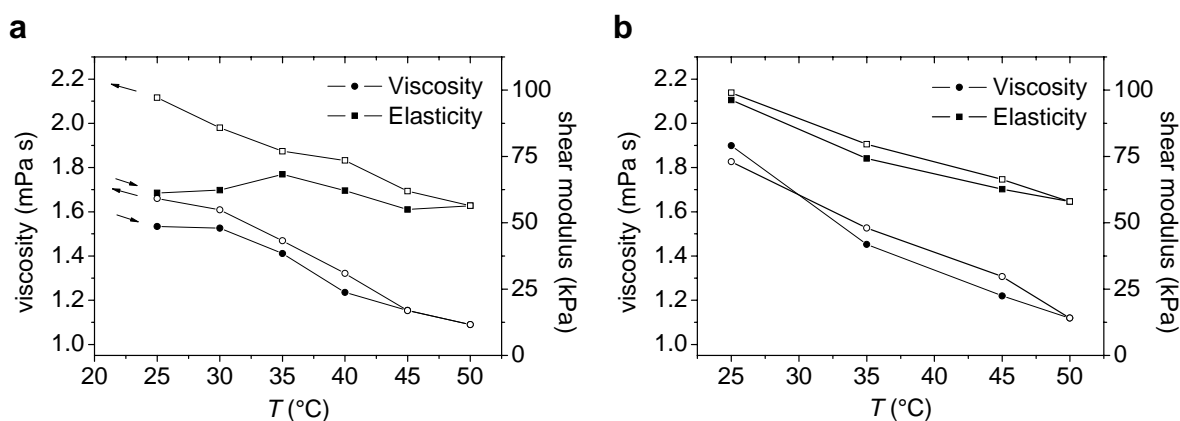 a
viscosity (mPa s)
2.2
2.0
1.8
1.6
1.4
1.2
1.0
Viscosity
Elasticity
100
75
50
25
0
shear modulus (kPa)
20 25 30 35 40 45 50
T (°C)
b
viscosity (mPa s)
2.2
2.0
1.8
1.6
1.4
1.2
1.0
Viscosity
Elasticity
100
75
50
25
0
shear modulus (kPa)
25 30 35 40 45 50
T (°C)